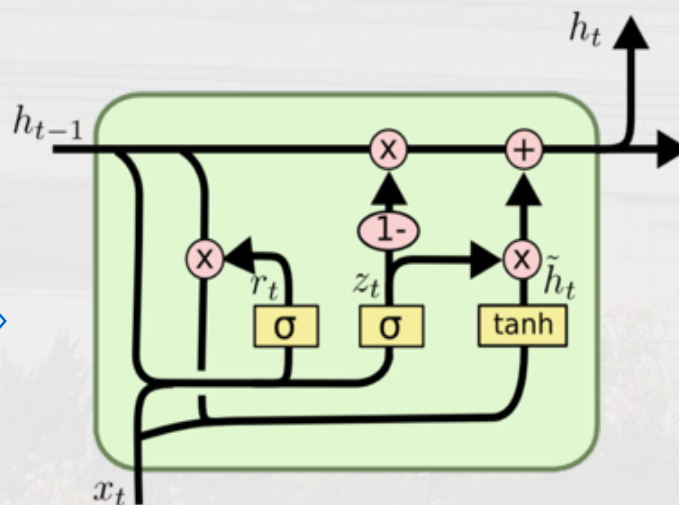 h_t
h_{t-1}
x
+
1-
x
r_t
z_t
x
h̃_t
σ
σ
tanh
x_t